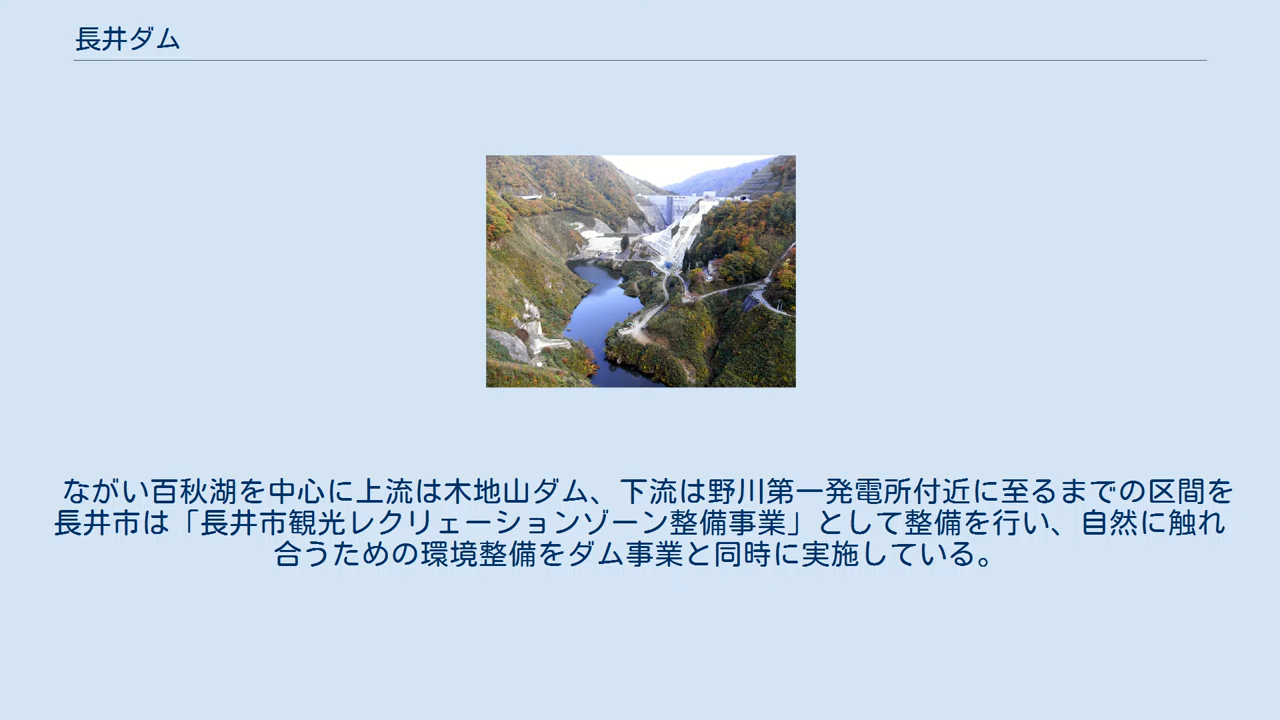 長井ダム
ながい百秋湖を中心に上流は木地山ダム、下流は野川第一発電所付近に至るまでの区間を
長井市は「長井市観光レクリェーションゾーン整備事業」として整備を行い、自然に触れ
合うための環境整備をダム事業と同時に実施している。